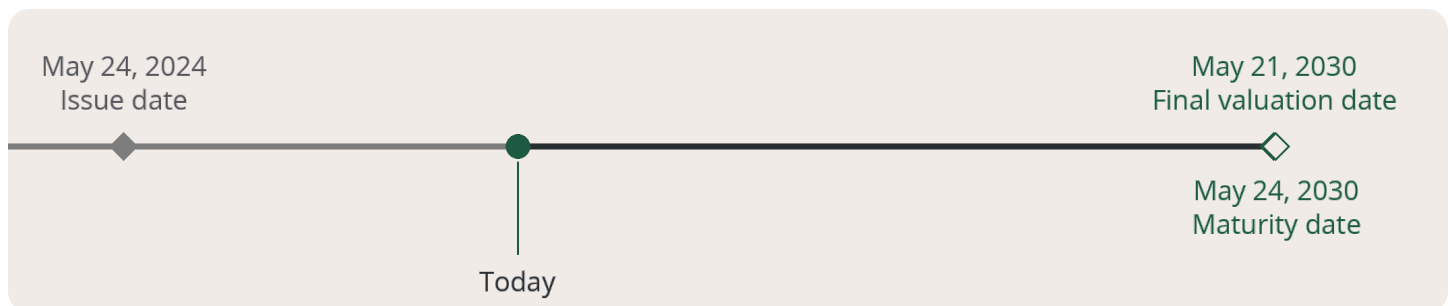 May 24, 2024
Issue date
May 21, 2030
Final valuation date
May 24, 2030
Maturity date
Today